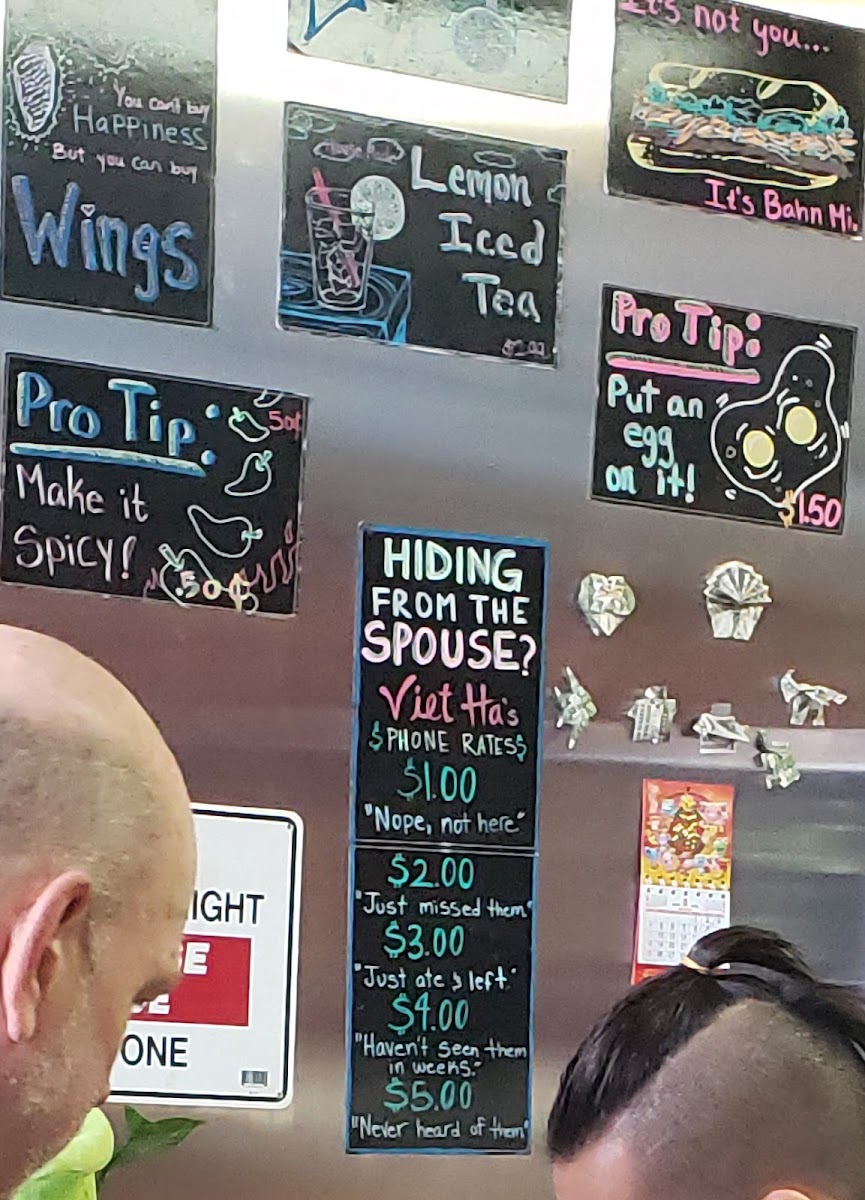 You can't buy
Happiness
But you can buy
Wings
Lemon
Iced
Tea
It's not you...
It's Bahn Mi.
Pro Tip:
Make it
Spicy!
50¢
.50¢
Pro Tip:
Put an
egg
on it!
$1.50
HIDING
FROM THE
SPOUSE?
Viet Ha's
$PHONE RATES$
$1.00
"Nope, not here"
$2.00
"Just missed them"
$3.00
"Just ate & left."
$4.00
"Haven't seen them
in weeks."
$5.00
"Never heard of them"
IGHT
SE
E
ONE